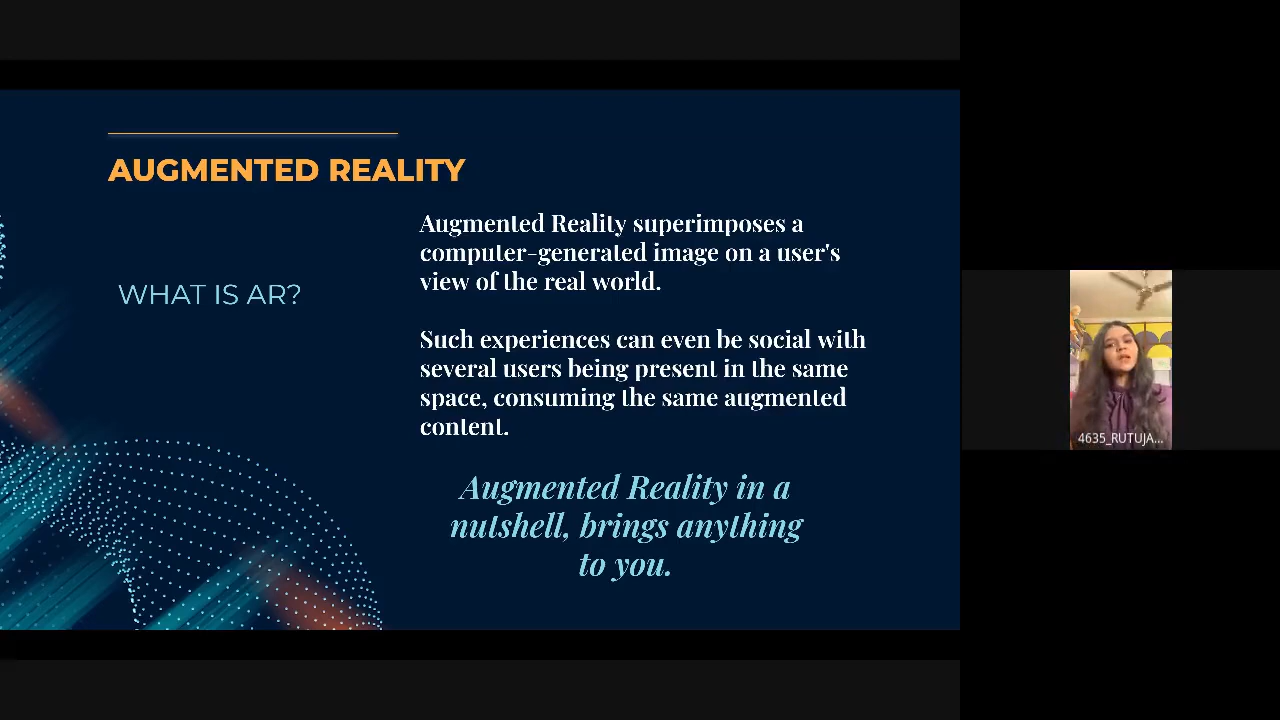 AUGMENTED REALITY
WHAT IS AR?
Augmented Reality superimposes a
computer-generated image on a user's
view of the real world.
Such experiences can even be social with
several users being present in the same
space, consuming the same augmented
content.
Augmented Reality in a
nutshell, brings anything
to you.
4635_RUTUJA...